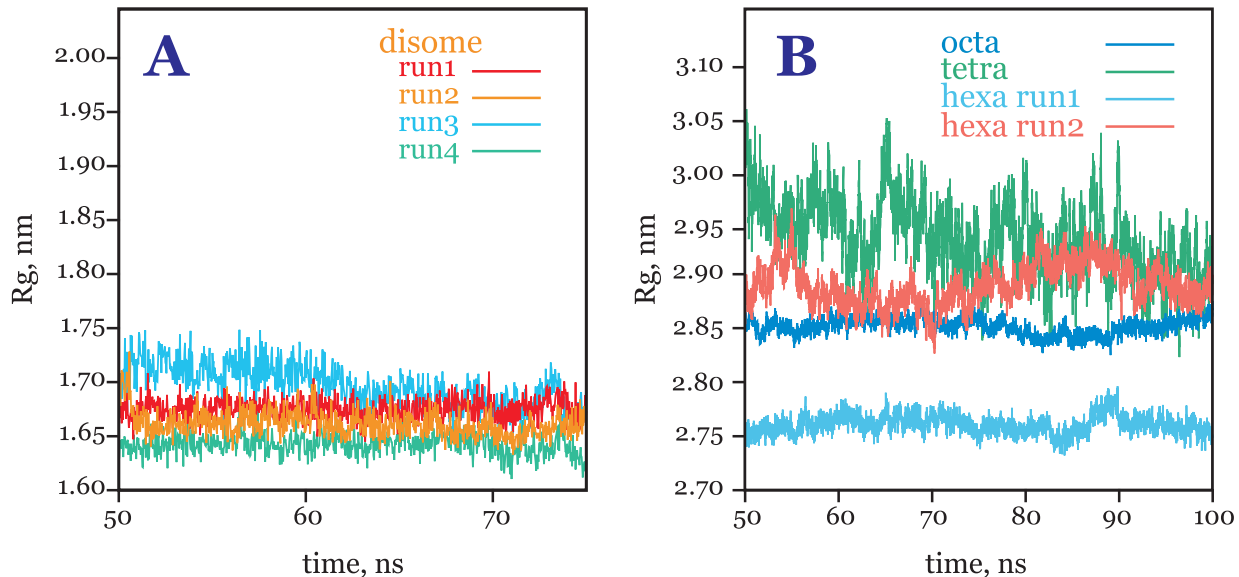 A
disome
run1
run2
run3
run4
2.00
1.95
1.90
1.85
1.80
1.75
1.70
1.65
1.60
Rg, nm
50
60
70
time, ns
B
octa
tetra
hexa run1
hexa run2
3.10
3.05
3.00
2.95
2.90
2.85
2.80
2.75
2.70
Rg, nm
50
60
70
80
90
100
time, ns